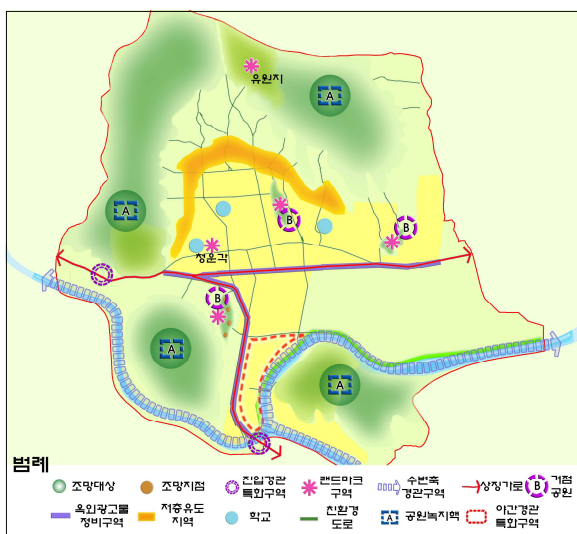 유원지
A
A
B
B
정운각
B
A
A
범례
조망대상
조망지점
진입경관
특화구역
랜드마크
구역
수변축
경관구역
상징가로
B
거점
공원
옥외광고물
정비구역
저층유도
지역
학교
친환경
도로
A
공원녹지핵
야간경관
특화구역